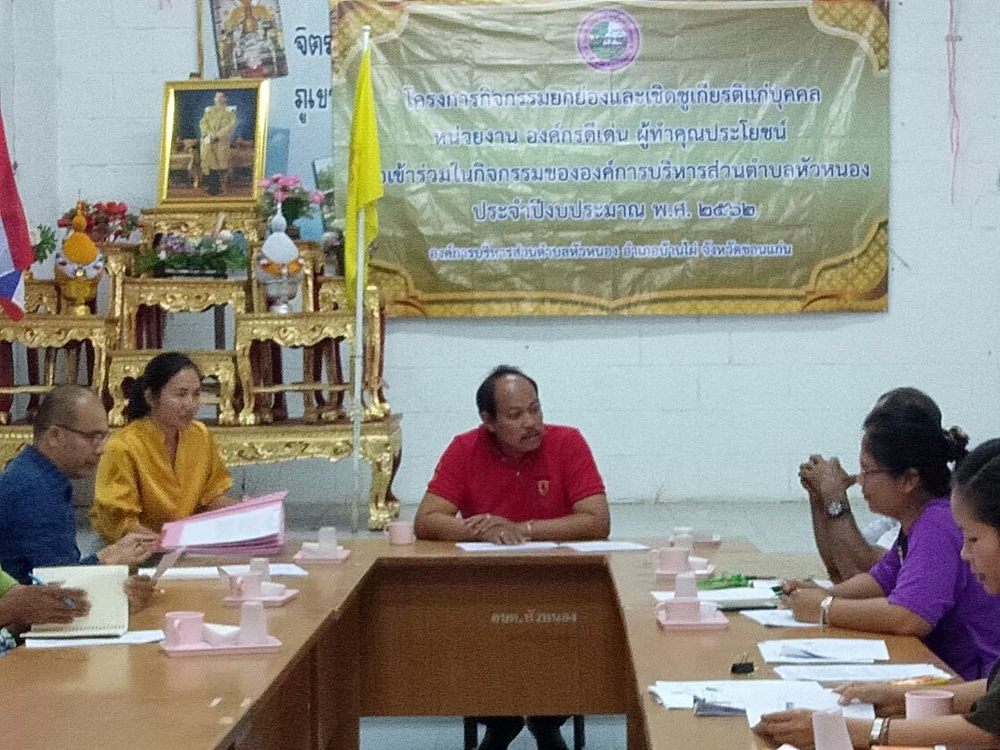 จิต
ภูเข
โครงการกิจกรรมยกย่องและเชิดชูเกียรติแก่บุคคล
หน่วยงาน องค์กรดีเด่น ผู้ทำคุณประโยชน์
เข้าร่วมในกิจกรรมขององค์การบริหารส่วนตำบลหัวหนอง
ประจำปีงบประมาณ พ.ศ. ๒๕๖๒
องค์การบริหารส่วนตำบลหัวหนอง อำเภอบ้านไผ่ จังหวัดขอนแก่น
อบต.หัวหนอง